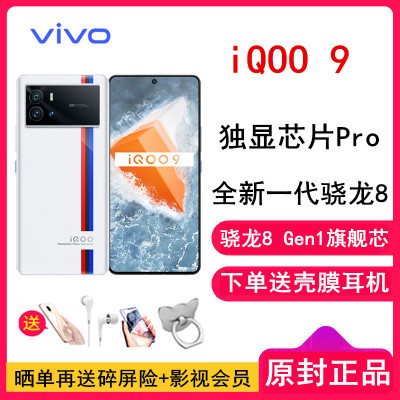 vivo
iQOO 9
iQOO 9
独显芯片Pro
全新一代骁龙8
iQOO
骁龙8 Gen1旗舰芯
下单送壳膜耳机
送
晒单再送碎屏险+影视会员
原封正品